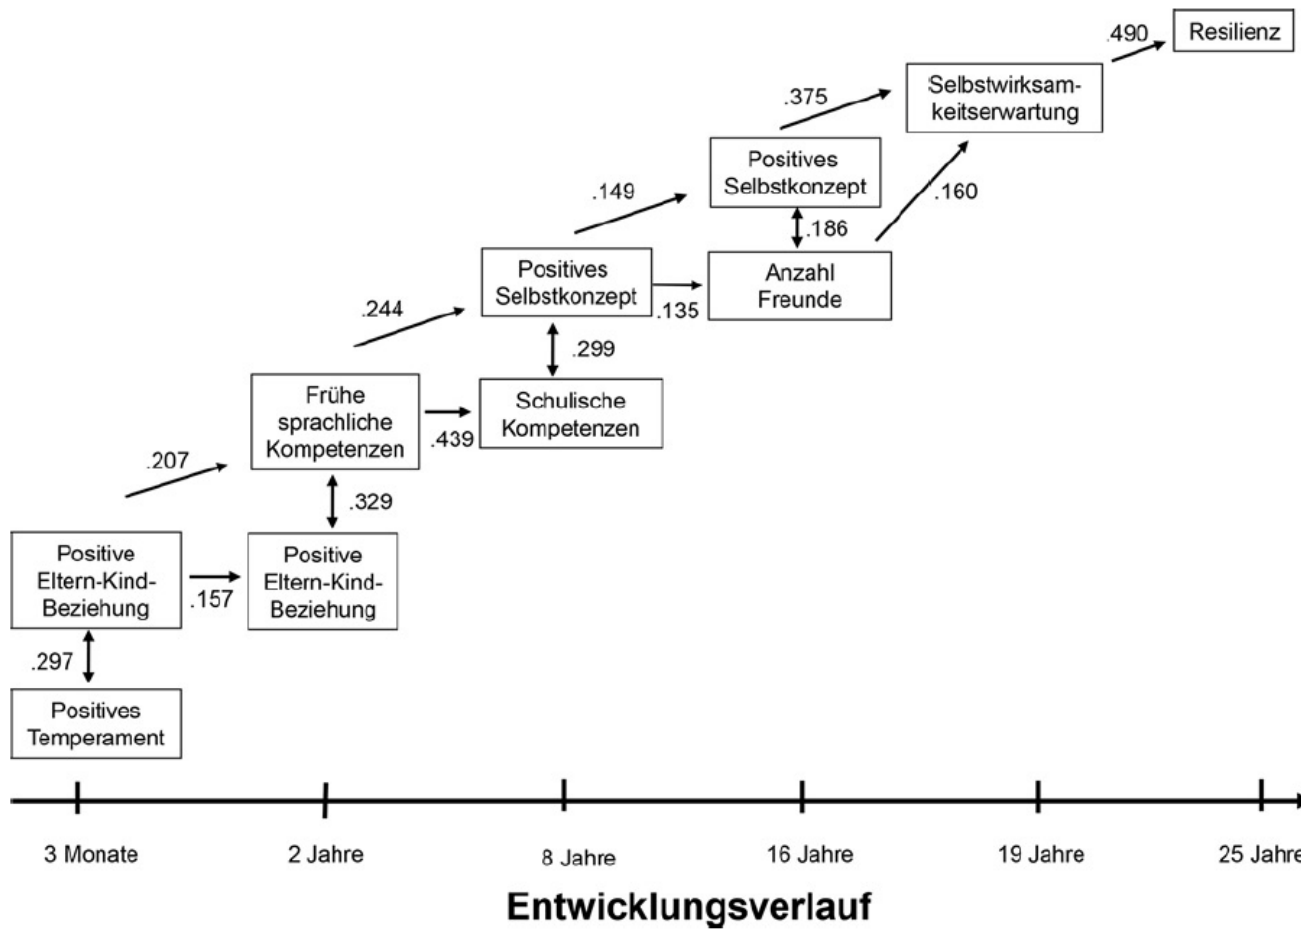 .490
Resilienz
Selbstwirksam-
keitserwartung
.375
Positives
Selbstkonzept
.149
.160
.186
Positives
Selbstkonzept
.135
Anzahl
Freunde
.244
.299
Frühe
sprachliche
Kompetenzen
.439
Schulische
Kompetenzen
.207
.329
Positive
Eltern-Kind-
Beziehung
.157
Positive
Eltern-Kind-
Beziehung
.297
Positives
Temperament
3 Monate
2 Jahre
8 Jahre
16 Jahre
19 Jahre
25 Jahre
Entwicklungsverlauf